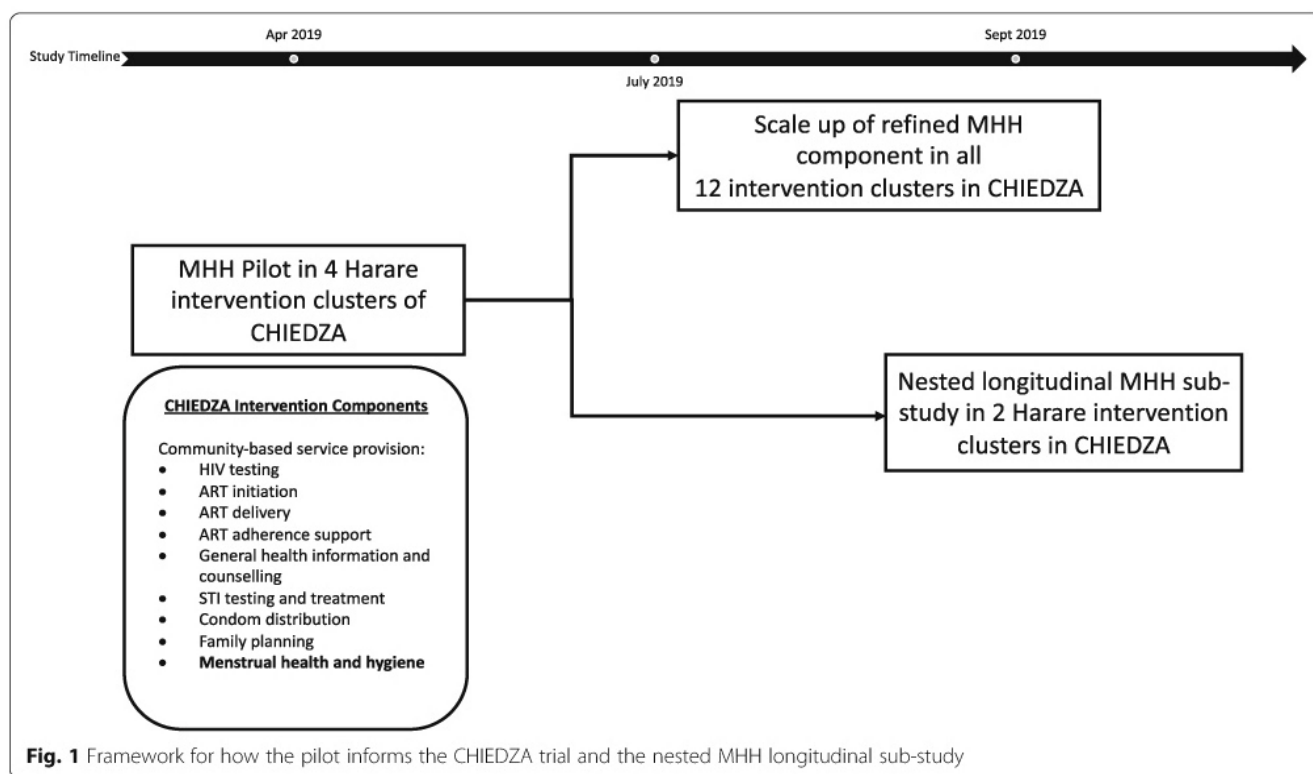 Apr 2019
Sept 2019
Study Timeline
July 2019
Scale up of refined MHH
component in all
12 intervention clusters in CHIEDZA
MHH Pilot in 4 Harare
intervention clusters of
CHIEDZA
Nested longitudinal MHH sub-
study in 2 Harare intervention
clusters in CHIEDZA
CHIEDZA Intervention Components
Community-based service provision:
• HIV testing
• ART initiation
• ART delivery
• ART adherence support
• General health information and
counselling
• STI testing and treatment
• Condom distribution
• Family planning
• Menstrual health and hygiene
Fig. 1 Framework for how the pilot informs the CHIEDZA trial and the nested MHH longitudinal sub-study